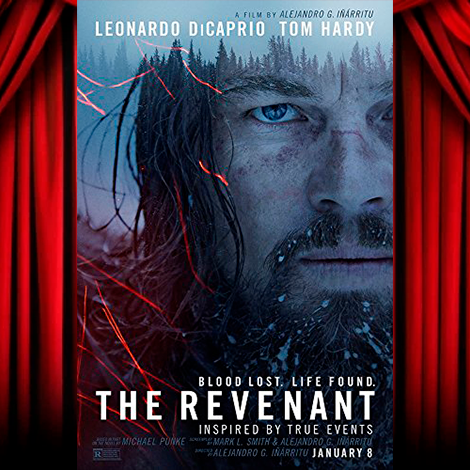 A FILM BY ALEJANDRO G. IÑÁRRITU
LEONARDO DiCAPRIO TOM HARDY
BLOOD LOST. LIFE FOUND.
THE REVENANT
INSPIRED BY TRUE EVENTS
MICHAEL PUNKE
MARK L. SMITH & ALEJANDRO G. IÑÁRRITU
ALEJANDRO G. IÑÁRRITU JANUARY 8
R